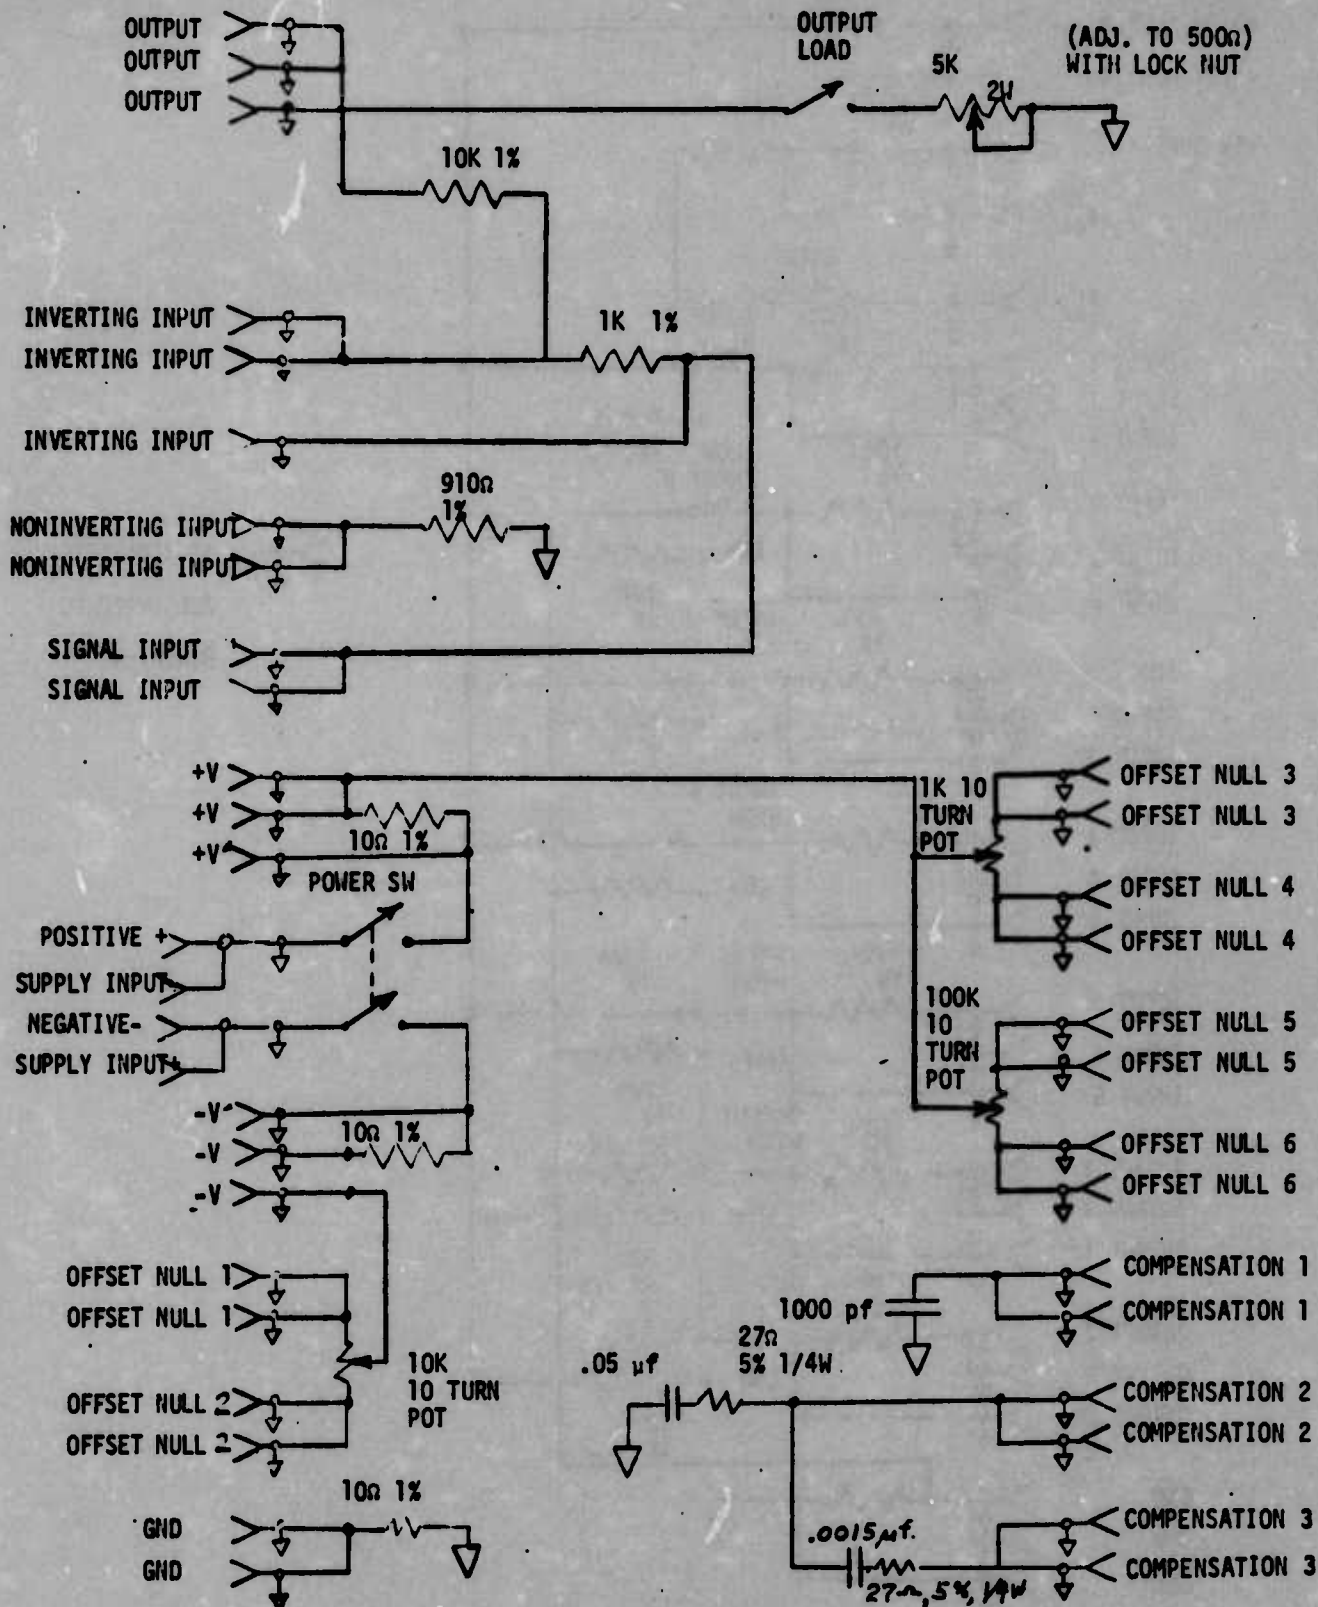 OUTPUT
OUTPUT
OUTPUT
OUTPUT
LOAD
5K
2W
(ADJ. TO 500Ω)
WITH LOCK NUT
10K 1%
INVERTING INPUT
INVERTING INPUT
1K 1%
INVERTING INPUT
910Ω
1%
NONINVERTING INPUT
NONINVERTING INPUT
SIGNAL INPUT
SIGNAL INPUT
+V
+V
10Ω 1%
+V'
POWER SW
POSITIVE +
SUPPLY INPUT
NEGATIVE-
SUPPLY INPUT
-V'
10Ω 1%
-V
-V
1K 10
TURN
POT
OFFSET NULL 3
OFFSET NULL 3
OFFSET NULL 4
OFFSET NULL 4
100K
10
TURN
POT
OFFSET NULL 5
OFFSET NULL 5
OFFSET NULL 6
OFFSET NULL 6
OFFSET NULL 1
OFFSET NULL 1
10K
10 TURN
POT
OFFSET NULL 2
OFFSET NULL 2
10Ω 1%
GND
GND
1000 pf
COMPENSATION 1
COMPENSATION 1
.05 µf
27Ω
5% 1/4W
COMPENSATION 2
COMPENSATION 2
.0015µf.
27Ω, 5%, 1/4W
COMPENSATION 3
COMPENSATION 3